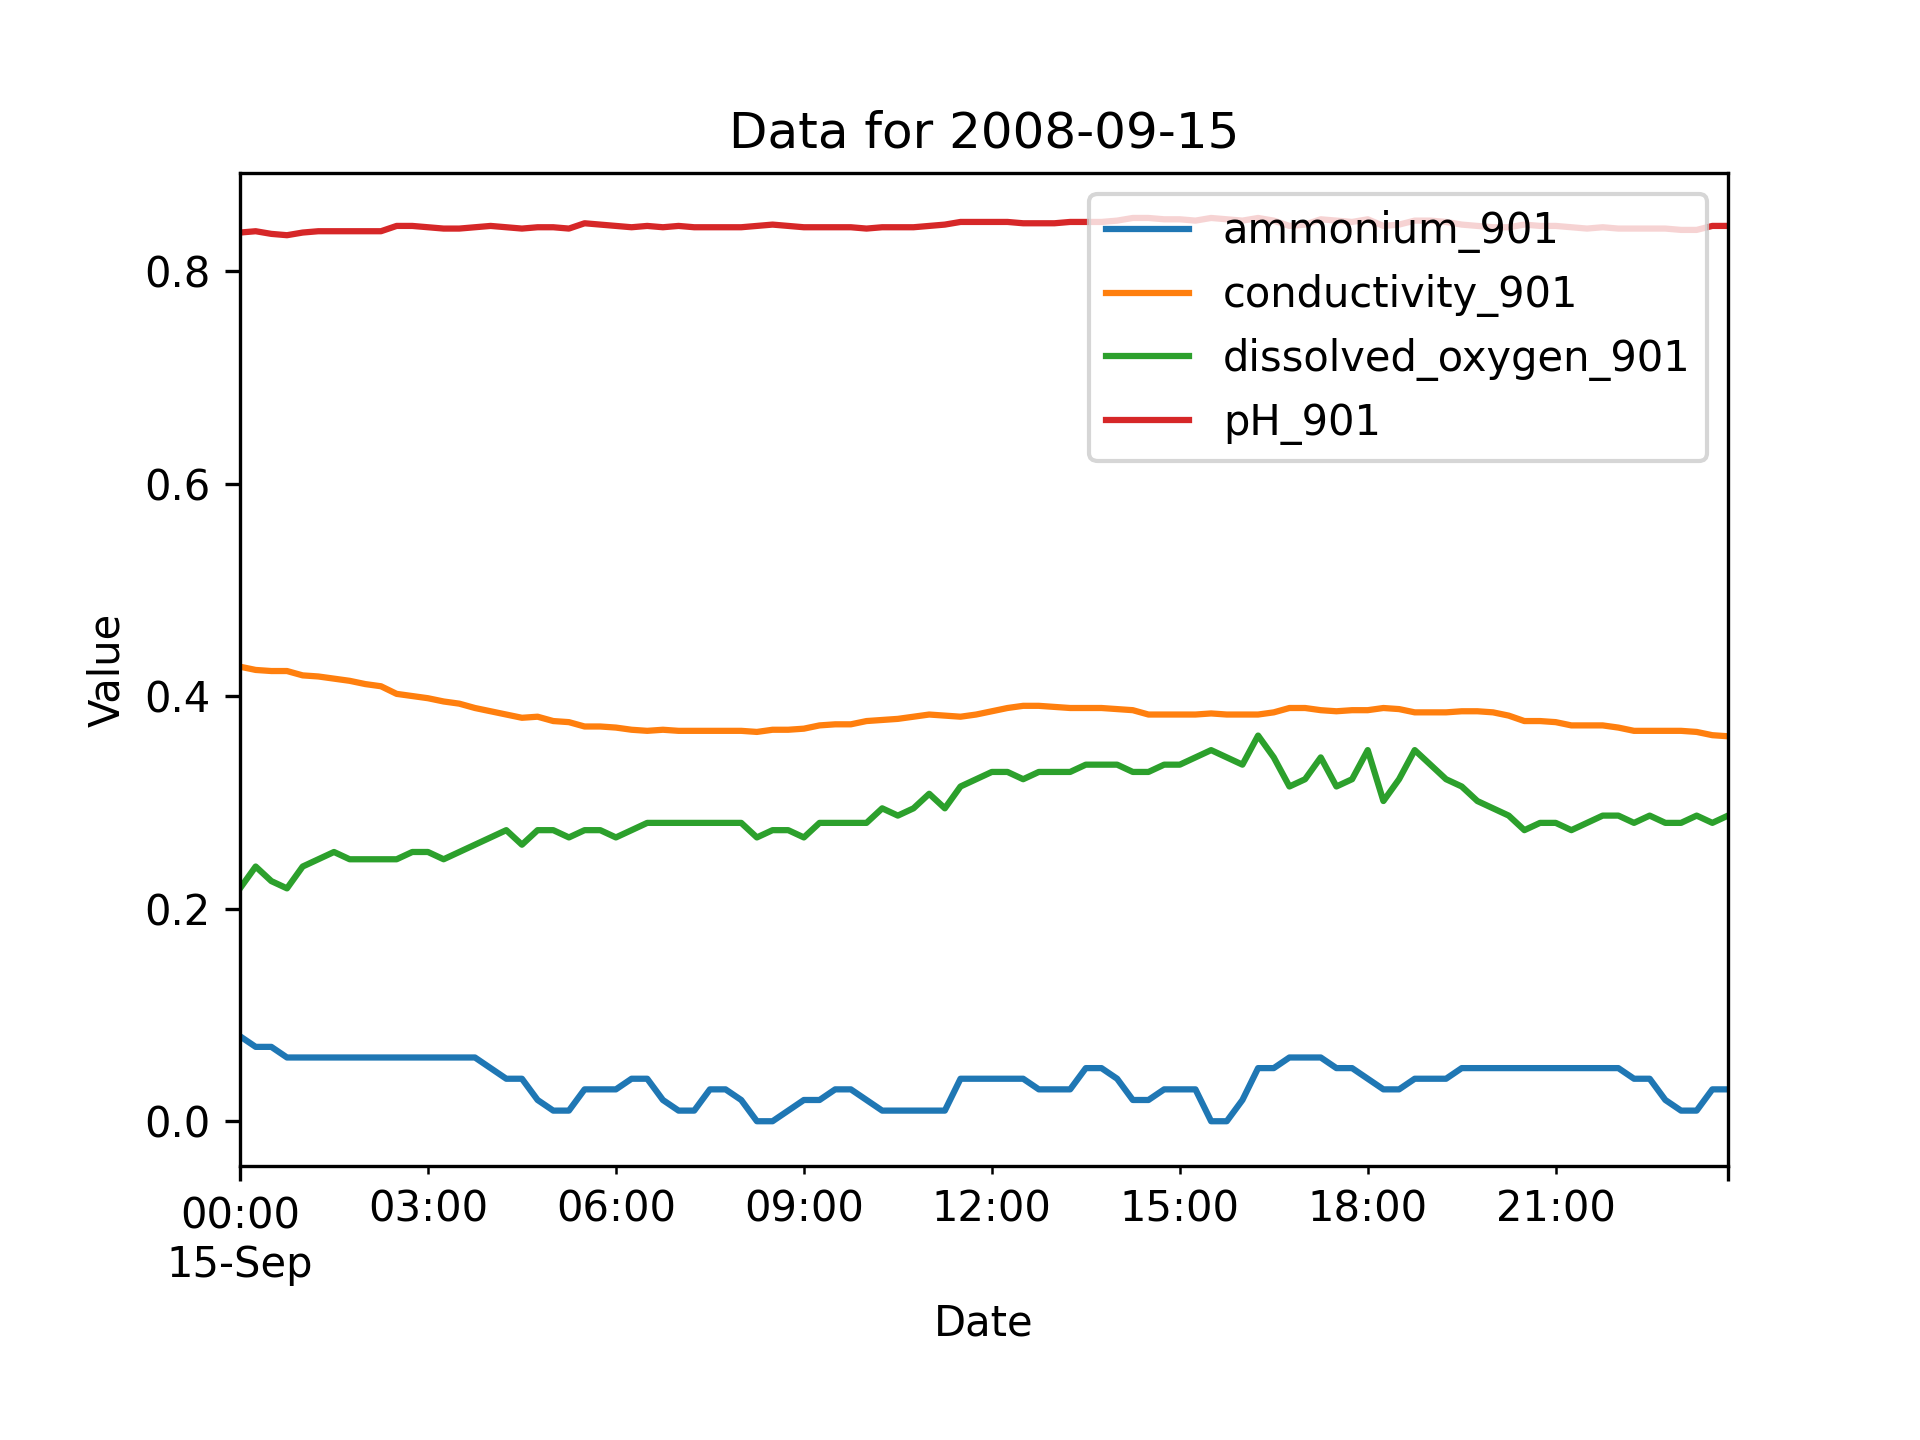 Data for 2008-09-15
ammonium_901
conductivity_901
dissolved_oxygen_901
pH_901
Value
0.8
0.6
0.4
0.2
0.0
00:00 03:00 06:00 09:00 12:00 15:00 18:00 21:00
15-Sep
Date